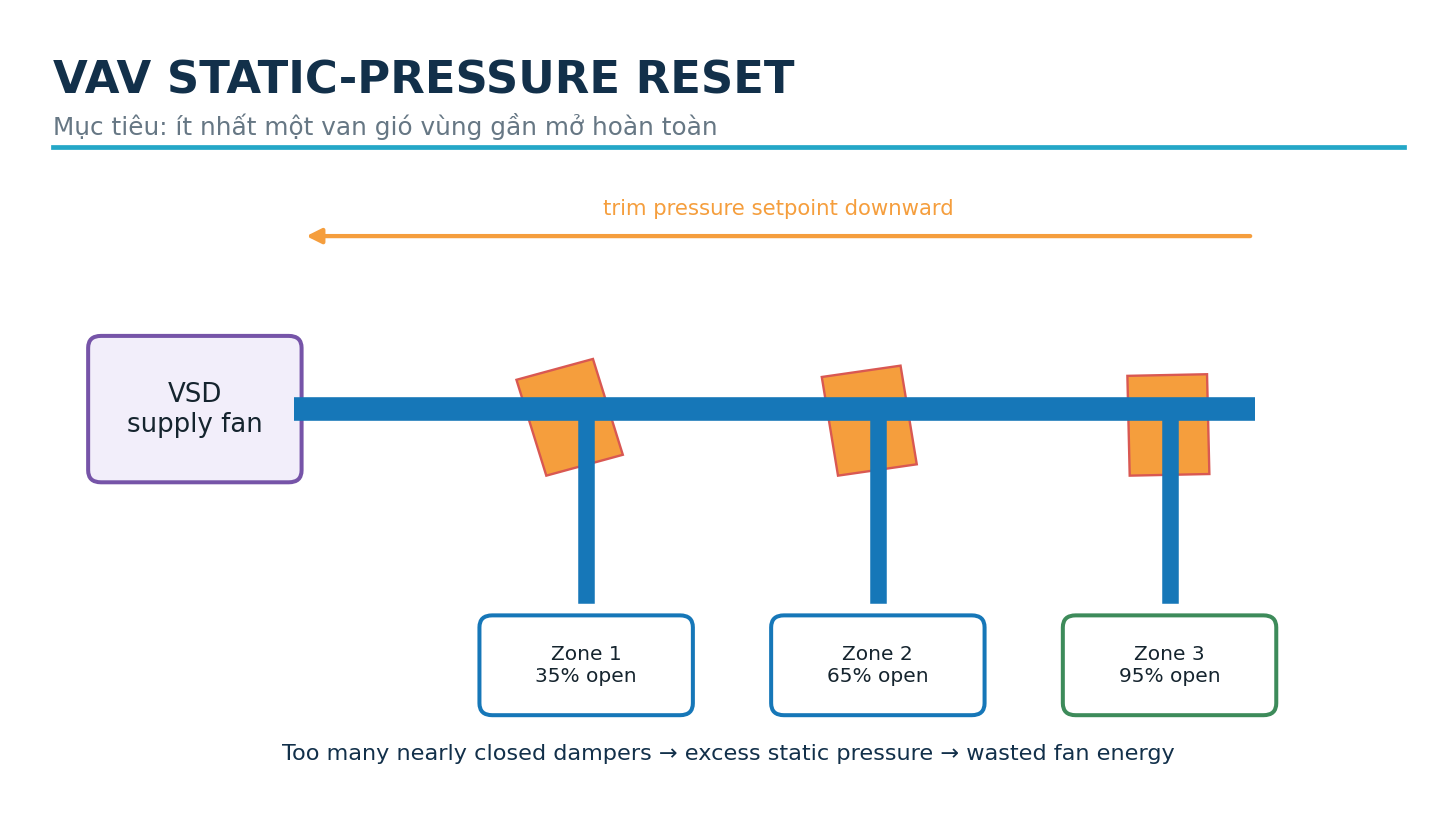 VAV STATIC-PRESSURE RESET
Mục tiêu: ít nhất một van gió vùng gần mở hoàn toàn
trim pressure setpoint downward
VSD
supply fan
Zone 1
35% open
Zone 2
65% open
Zone 3
95% open
Too many nearly closed dampers → excess static pressure → wasted fan energy